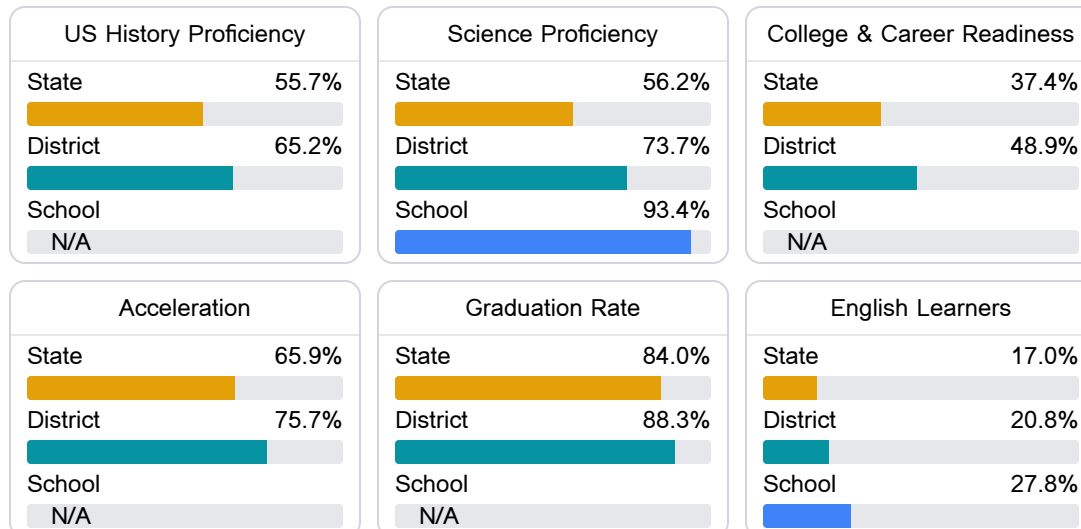 US History Proficiency
State 55.7%
District 65.2%
School
N/A
Science Proficiency
State 56.2%
District 73.7%
School 93.4%
College & Career Readiness
State 37.4%
District 48.9%
School
N/A
Acceleration
State 65.9%
District 75.7%
School
N/A
Graduation Rate
State 84.0%
District 88.3%
School
N/A
English Learners
State 17.0%
District 20.8%
School 27.8%